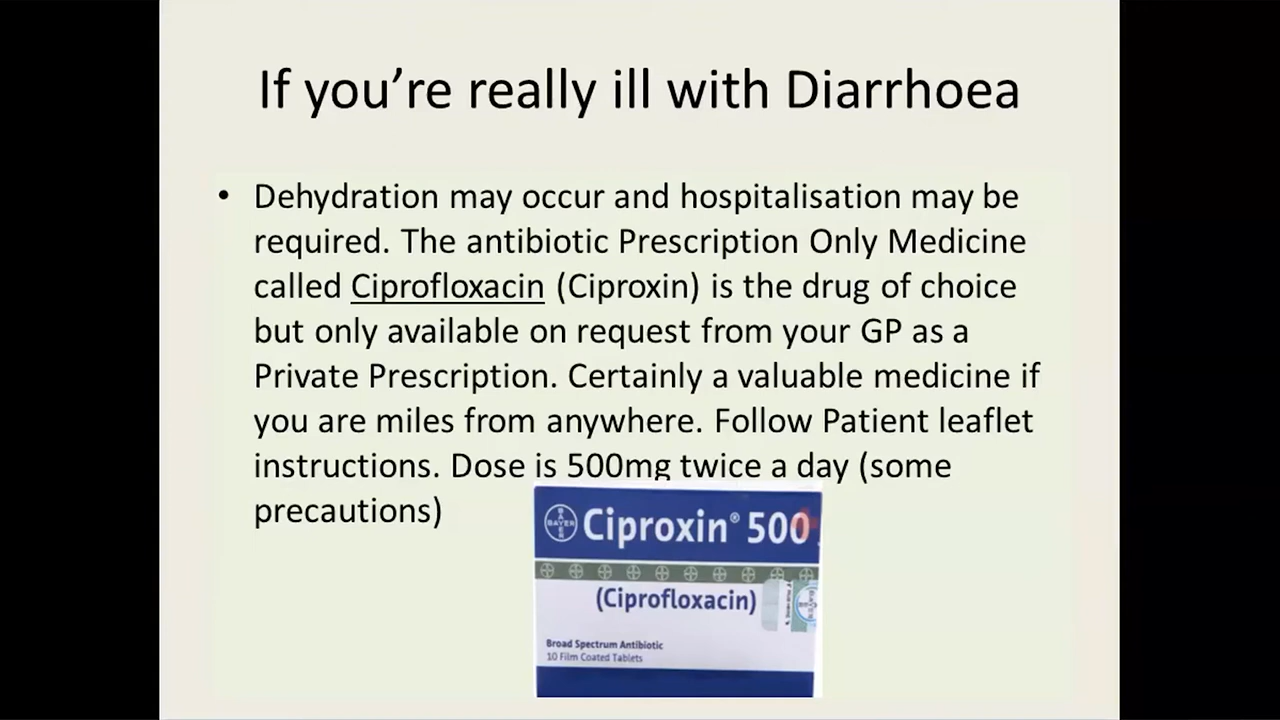 If you’re really ill with Diarrhoea
• Dehydration may occur and hospitalisation may be
required. The antibiotic Prescription Only Medicine
called Ciprofloxacin (Ciproxin) is the drug of choice
but only available on request from your GP as a
Private Prescription. Certainly a valuable medicine if
you are miles from anywhere. Follow Patient leaflet
instructions. Dose is 500mg twice a day (some
precautions)
BAYER Ciproxin® 500
(Ciprofloxacin)
Broad Spectrum Antibiotic
10 Film Coated Tablets